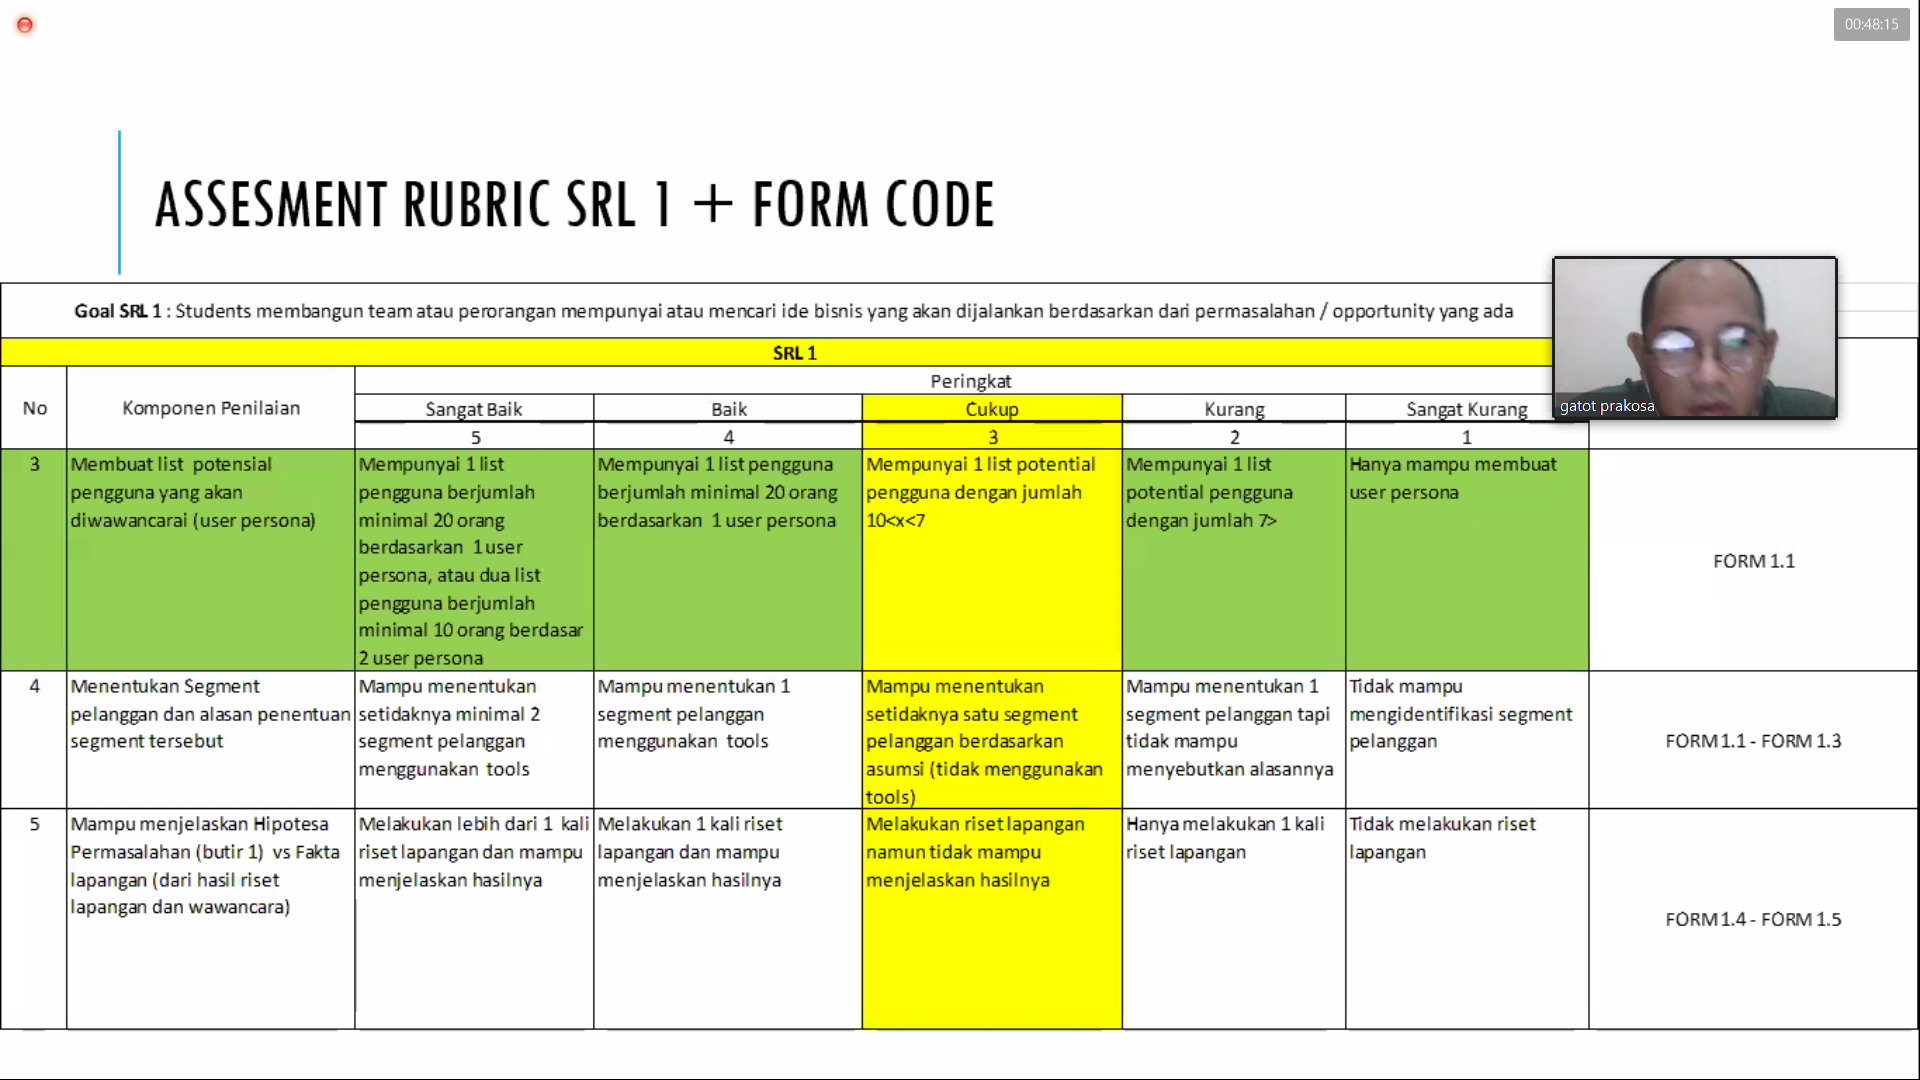 00:48:15
ASSESMENT RUBRIC SRL 1 + FORM CODE
Goal SRL 1 : Students membangun team atau perorangan mempunyai atau mencari ide bisnis yang akan dijalankan berdasarkan dari permasalahan / opportunity yang ada
SRL 1
No
Komponen Penilaian
Peringkat
Sangat Baik
Baik
Cukup
Kurang
Sangat Kurang
5
4
3
2
1
gatot prakosa
3
Membuat list potensial
pengguna yang akan
diwawancarai (user persona)
Mempunyai 1 list
pengguna berjumlah
minimal 20 orang
berdasarkan 1 user
persona, atau dua list
pengguna berjumlah
minimal 10 orang berdasar
2 user persona
Mempunyai 1 list pengguna
berjumlah minimal 20 orang
berdasarkan 1 user persona
Mempunyai 1 list potential
pengguna dengan jumlah
10<x<7
Mempunyai 1 list
potential pengguna
dengan jumlah 7>
Hanya mampu membuat
user persona
FORM 1.1
4
Menentukan Segment
pelanggan dan alasan penentuan
segment tersebut
Mampu menentukan
setidaknya minimal 2
segment pelanggan
menggunakan tools
Mampu menentukan 1
segment pelanggan
menggunakan tools
Mampu menentukan
setidaknya satu segment
pelanggan berdasarkan
asumsi (tidak menggunakan
tools)
Mampu menentukan 1
segment pelanggan tapi
tidak mampu
menyebutkan alasannya
Tidak mampu
mengidentifikasi segment
pelanggan
FORM 1.1 - FORM 1.3
5
Mampu menjelaskan Hipotesa
Permasalahan (butir 1) vs Fakta
lapangan (dari hasil riset
lapangan dan wawancara)
Melakukan lebih dari 1 kali
riset lapangan dan mampu
menjelaskan hasilnya
Melakukan 1 kali riset
lapangan dan mampu
menjelaskan hasilnya
Melakukan riset lapangan
namun tidak mampu
menjelaskan hasilnya
Hanya melakukan 1 kali
riset lapangan
Tidak melakukan riset
lapangan
FORM 1.4 - FORM 1.5